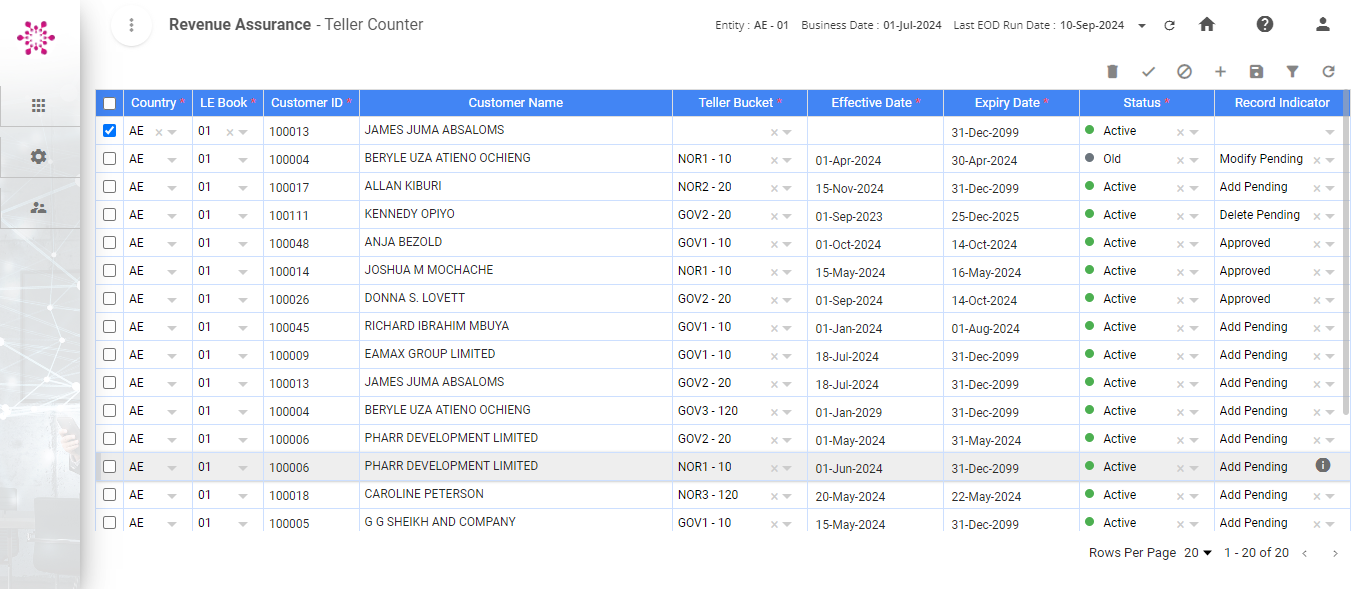 Revenue Assurance - Teller Counter Entity : AE - 01 Business Date : 01-Jul-2024 Last EOD Run Date : 10-Sep-2024
Country * LE Book * Customer ID * Customer Name Teller Bucket * Effective Date * Expiry Date * Status * Record Indicator
AE 01 100013 JAMES JUMA ABSALOMS 31-Dec-2099 Active
AE 01 100004 BERYLE UZA ATIENO OCHIENG NOR1 - 10 01-Apr-2024 30-Apr-2024 Old Modify Pending
AE 01 100017 ALLAN KIBURI NOR2 - 20 15-Nov-2024 31-Dec-2099 Active Add Pending
AE 01 100111 KENNEDY OPIYO GOV2 - 20 01-Sep-2023 25-Dec-2025 Active Delete Pending
AE 01 100048 ANJA BEZOLD GOV1 - 10 01-Oct-2024 14-Oct-2024 Active Approved
AE 01 100014 JOSHUA M MOCHACHE NOR1 - 10 15-May-2024 16-May-2024 Active Approved
AE 01 100026 DONNA S. LOVETT GOV2 - 20 01-Sep-2024 14-Oct-2024 Active Approved
AE 01 100045 RICHARD IBRAHIM MBUYA GOV1 - 10 01-Jan-2024 01-Aug-2024 Active Add Pending
AE 01 100009 EAMAX GROUP LIMITED GOV1 - 10 18-Jul-2024 31-Dec-2099 Active Add Pending
AE 01 100013 JAMES JUMA ABSALOMS GOV2 - 20 18-Jul-2024 31-Dec-2099 Active Add Pending
AE 01 100004 BERYLE UZA ATIENO OCHIENG GOV3 - 120 01-Jan-2029 31-Dec-2099 Active Add Pending
AE 01 100006 PHARR DEVELOPMENT LIMITED GOV2 - 20 01-May-2024 31-May-2024 Active Add Pending
AE 01 100006 PHARR DEVELOPMENT LIMITED NOR1 - 10 01-Jun-2024 31-Dec-2099 Active Add Pending
AE 01 100018 CAROLINE PETERSON NOR3 - 120 20-May-2024 22-May-2024 Active Add Pending
AE 01 100005 G G SHEIKH AND COMPANY GOV1 - 10 15-May-2024 31-Dec-2099 Active Add Pending
Rows Per Page 20 1 - 20 of 20